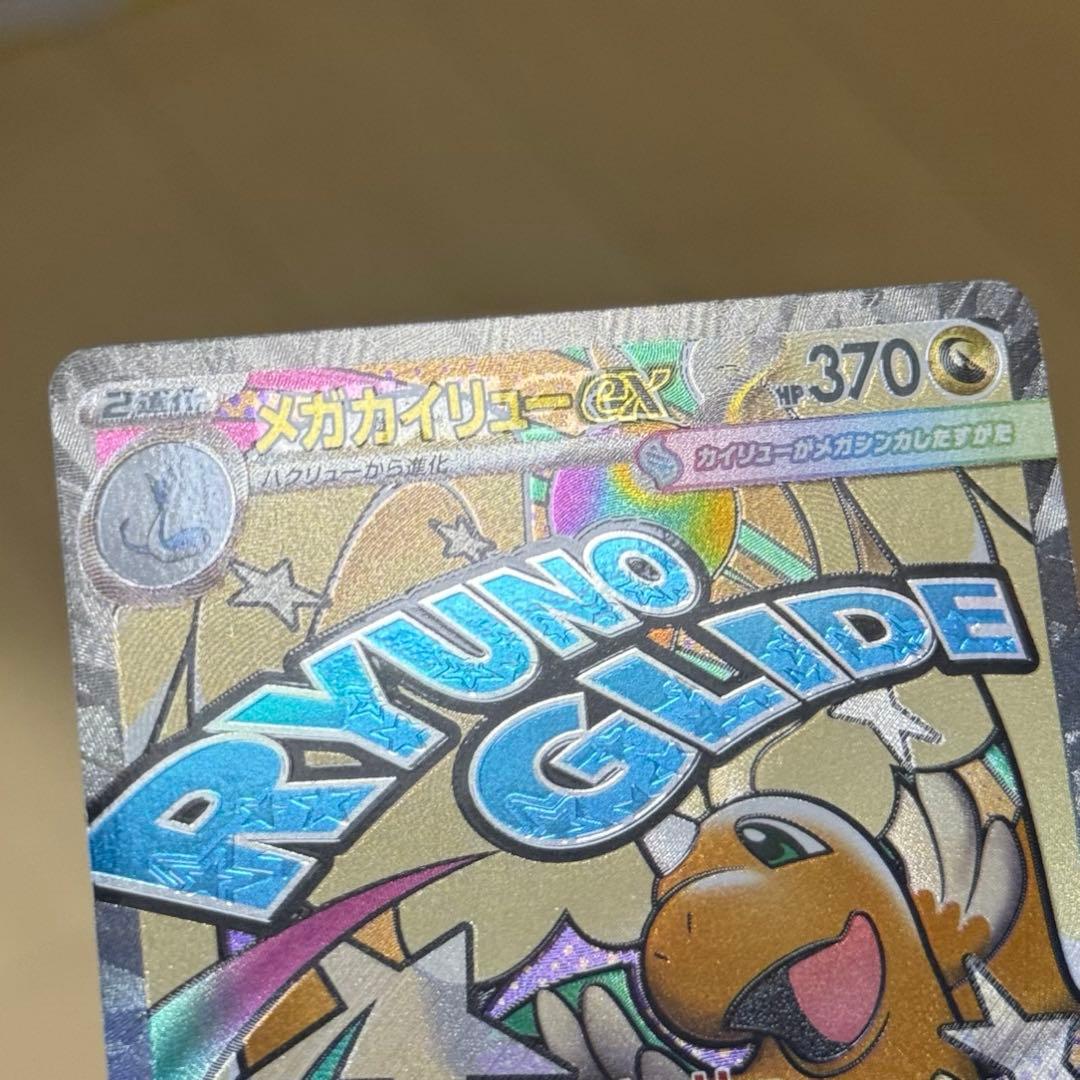 2進化 メガカイリューex HP 370
ハクリューから進化
カイリューがメガシンカしたすがた
RYUNO
GLIDE